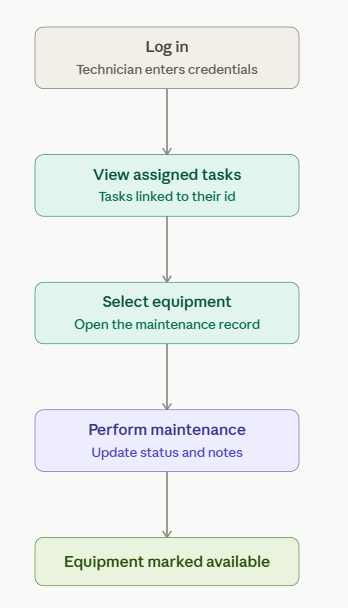 Log in
Technician enters credentials
View assigned tasks
Tasks linked to their id
Select equipment
Open the maintenance record
Perform maintenance
Update status and notes
Equipment marked available